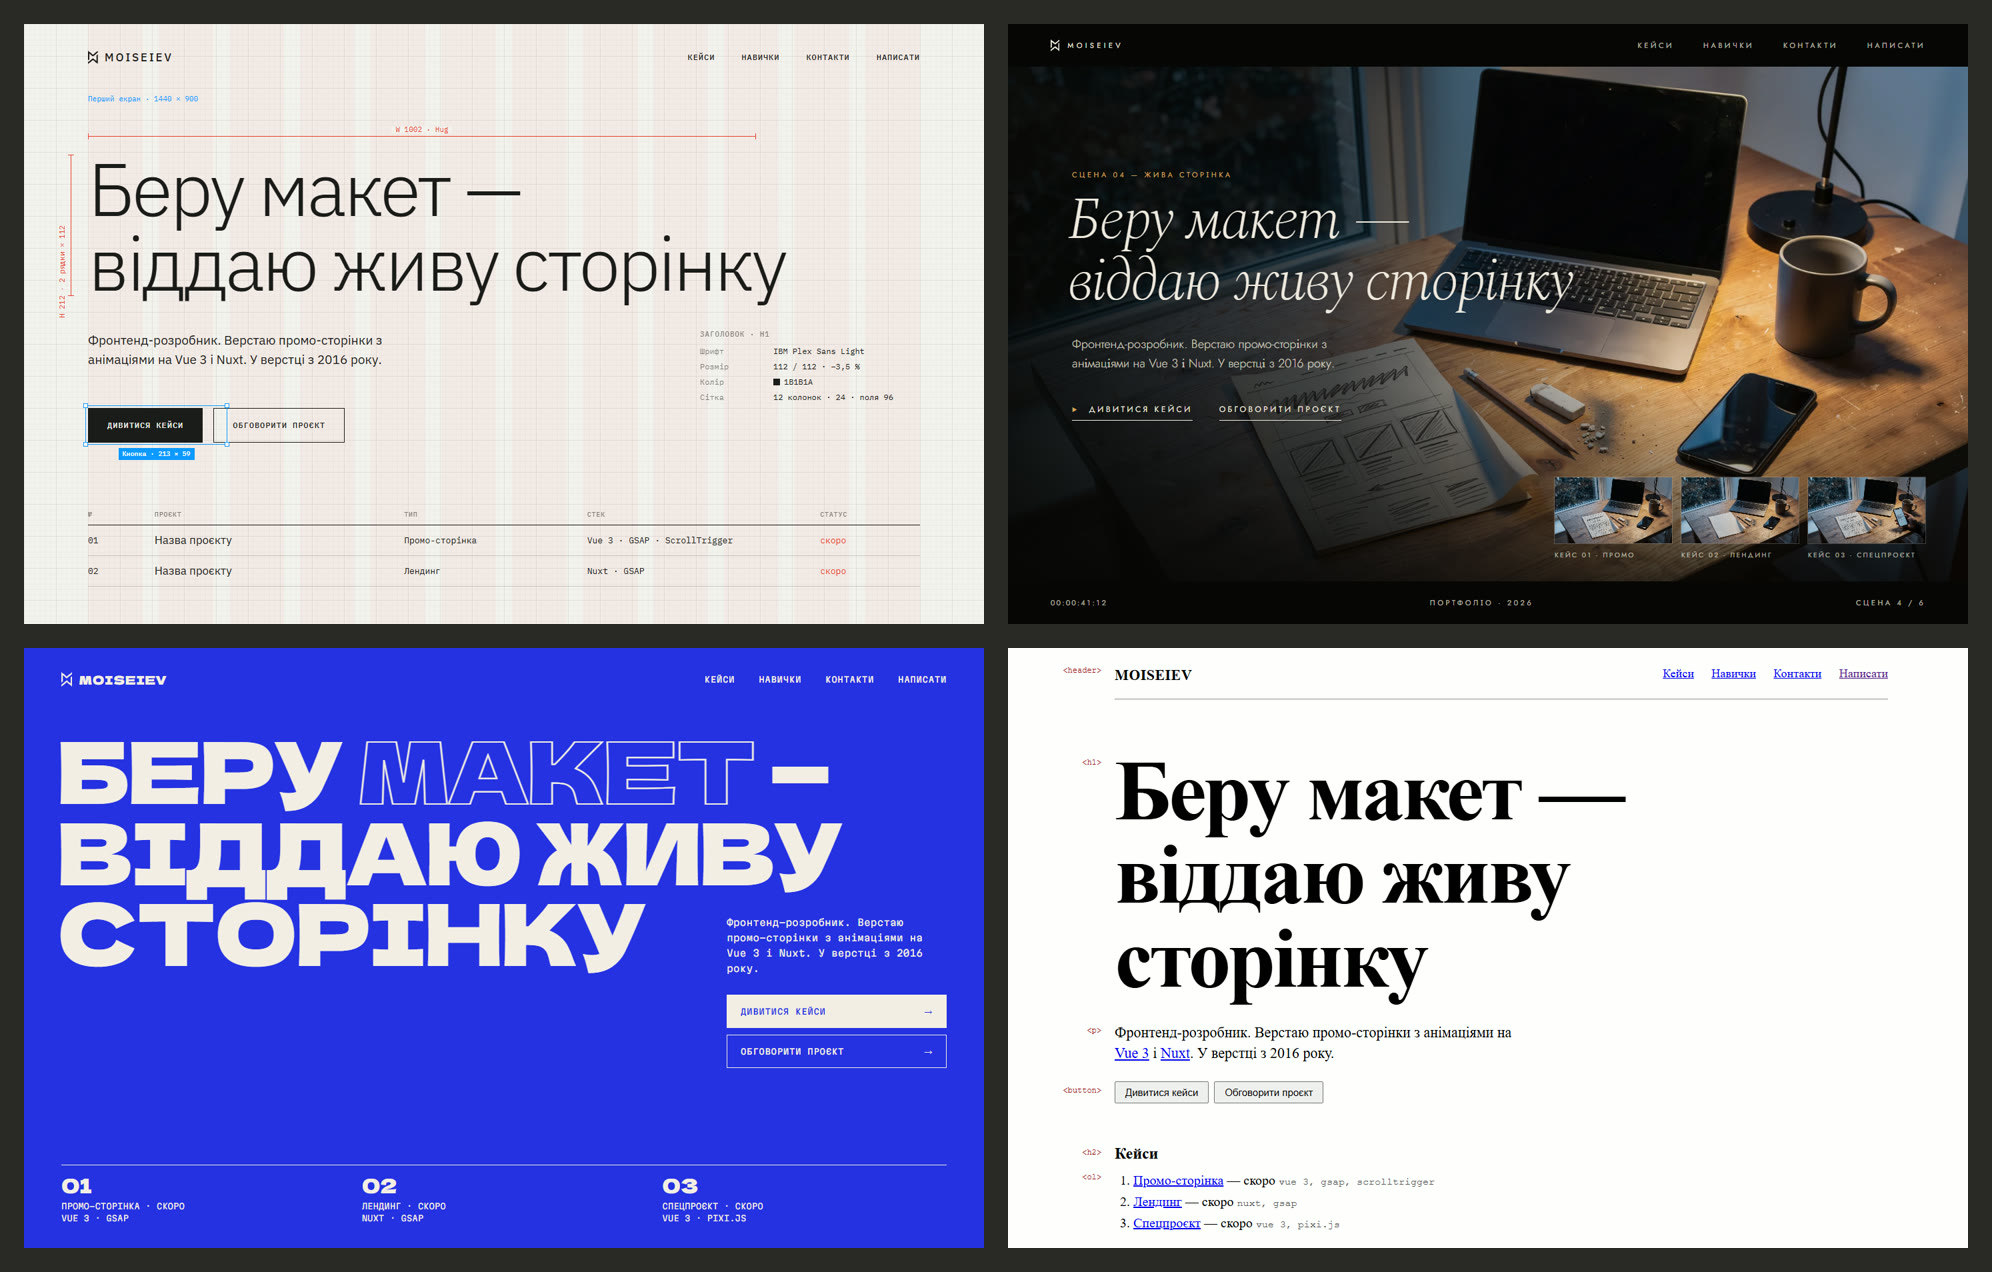 MOISEIEV
КЕЙСИ НАВИЧКИ КОНТАКТИ НАПИСАТИ
Перший екран · 1440 × 900
W 1002 · Hug
H 212 · 2 рядки × 112
Беру макет —
віддаю живу сторінку
Фронтенд-розробник. Верстаю промо-сторінки з
анімаціями на Vue 3 і Nuxt. У верстці з 2016 року.
ЗАГОЛОВОК · H1
Шрифт IBM Plex Sans Light
Розмір 112 / 112 · −3,5 %
Колір 1B1B1A
Сітка 12 колонок · 24 · поля 96
ДИВИТИСЯ КЕЙСИ ОБГОВОРИТИ ПРОЄКТ
Кнопка · 213 × 59
№ ПРОЄКТ ТИП СТЕК СТАТУС
01 Назва проєкту Промо-сторінка Vue 3 · GSAP · ScrollTrigger скоро
02 Назва проєкту Лендинг Nuxt · GSAP скоро
MOISEIEV
КЕЙСИ НАВИЧКИ КОНТАКТИ НАПИСАТИ
СЦЕНА 04 — ЖИВА СТОРІНКА
Беру макет —
віддаю живу сторінку
Фронтенд-розробник. Верстаю промо-сторінки з
анімаціями на Vue 3 і Nuxt. У верстці з 2016 року.
ДИВИТИСЯ КЕЙСИ ОБГОВОРИТИ ПРОЄКТ
КЕЙС 01 · ПРОМО КЕЙС 02 · ЛЕНДИНГ КЕЙС 03 · СПЕЦПРОЄКТ
00:00:41:12 ПОРТФОЛІО · 2026 СЦЕНА 4 / 6
MOISEIEV
КЕЙСИ НАВИЧКИ КОНТАКТИ НАПИСАТИ
БЕРУ МАКЕТ —
ВІДДАЮ ЖИВУ
СТОРІНКУ
Фронтенд-розробник. Верстаю
промо-сторінки з анімаціями на
Vue 3 і Nuxt. У верстці з 2016
року.
ДИВИТИСЯ КЕЙСИ →
ОБГОВОРИТИ ПРОЄКТ →
01 02 03
ПРОМО-СТОРІНКА · СКОРО ЛЕНДИНГ · СКОРО СПЕЦПРОЄКТ · СКОРО
VUE 3 · GSAP NUXT · GSAP VUE 3 · PIXI.JS
<header> MOISEIEV Кейси Навички Контакти Написати
<h1> Беру макет —
віддаю живу
сторінку
<p> Фронтенд-розробник. Верстаю промо-сторінки з анімаціями на
Vue 3 і Nuxt. У верстці з 2016 року.
<button> Дивитися кейси Обговорити проєкт
<h2> Кейси
<ol> 1. Промо-сторінка — скоро vue 3, gsap, scrolltrigger
2. Лендинг — скоро nuxt, gsap
3. Спецпроєкт — скоро vue 3, pixi.js